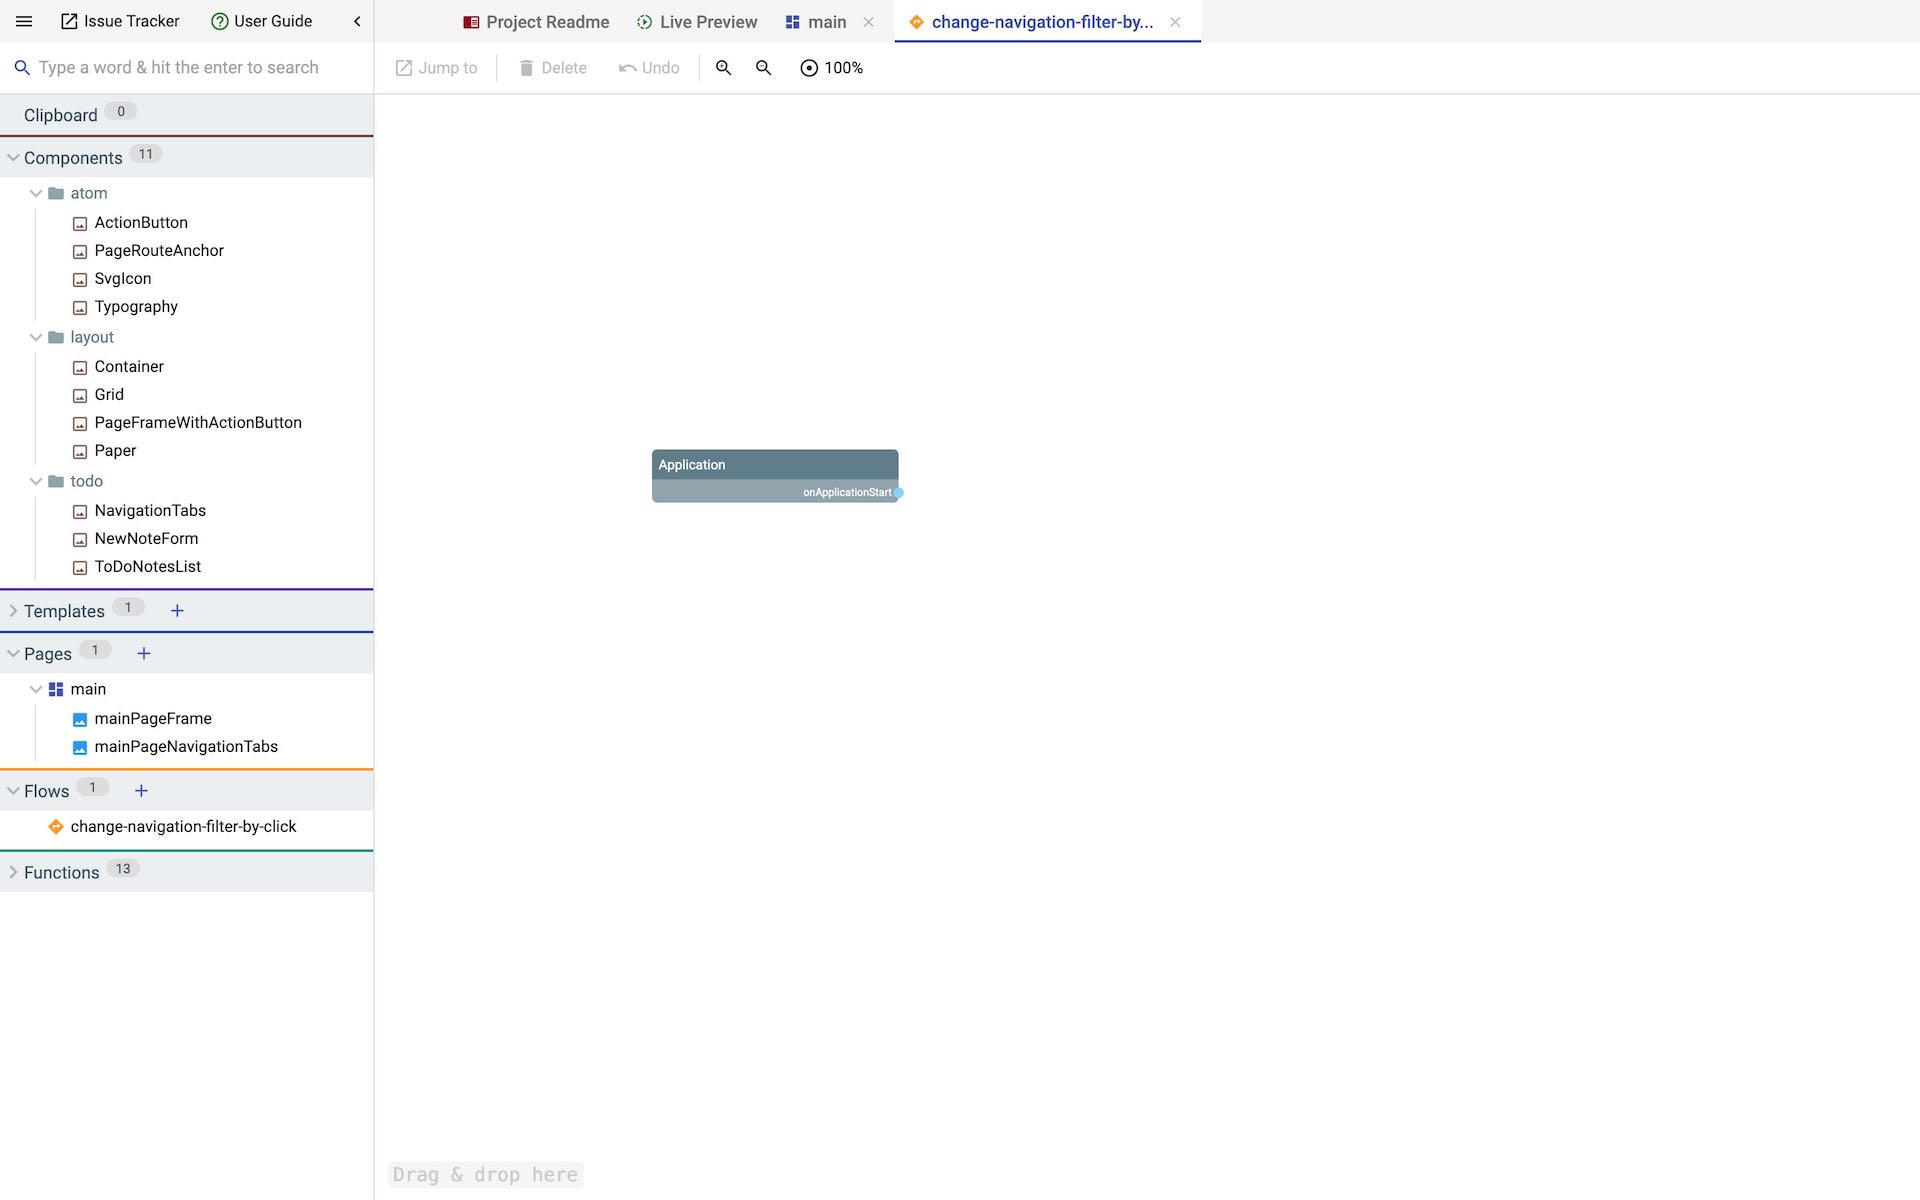 Issue Tracker
User Guide
Project Readme
Live Preview
main
change-navigation-filter-by...
Type a word & hit the enter to search
Jump to
Delete
Undo
100%
Clipboard 0
Components 11
atom
ActionButton
PageRouteAnchor
SvgIcon
Typography
layout
Container
Grid
PageFrameWithActionButton
Paper
todo
NavigationTabs
NewNoteForm
ToDoNotesList
Templates 1
Pages 1
main
mainPageFrame
mainPageNavigationTabs
Flows 1
change-navigation-filter-by-click
Functions 13
Application
onApplicationStart
Drag & drop here